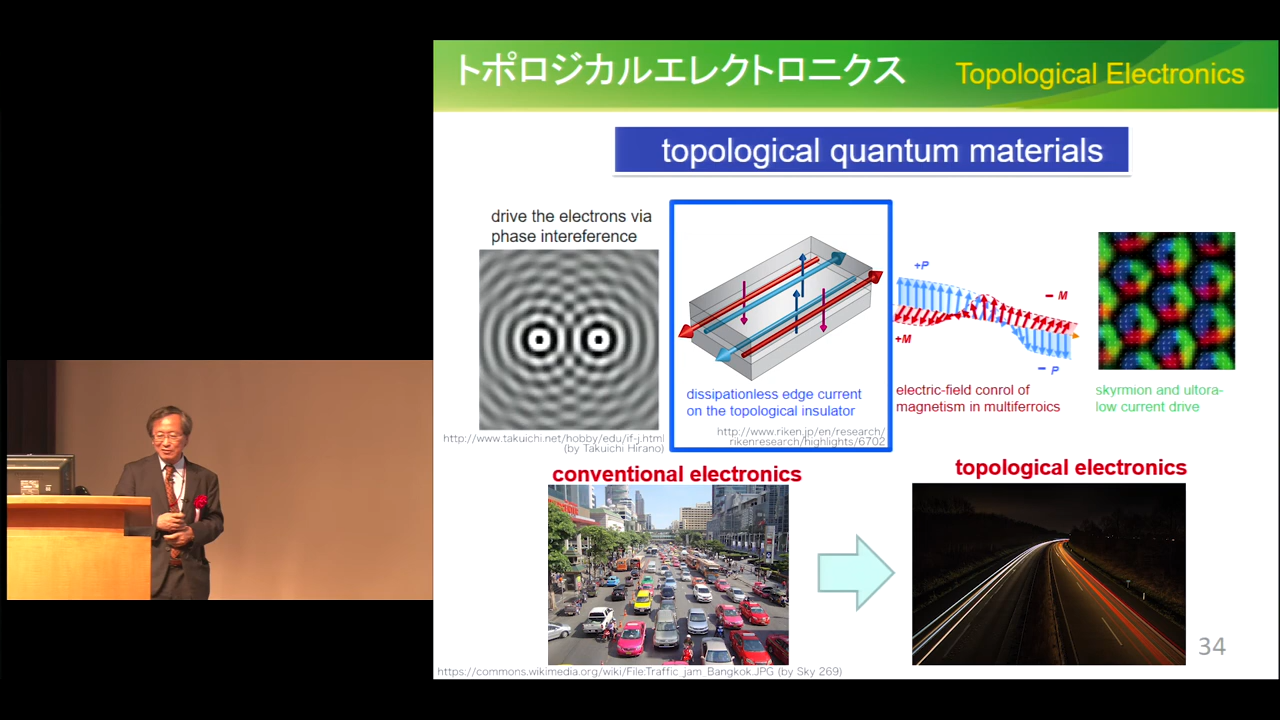 トポロジカルエレクトロニクス Topological Electronics
topological quantum materials
drive the electrons via
phase intereference
http://www.takuichi.net/hobby/edu/if-j.html
(by Takuichi Hirano)
dissipationless edge current
on the topological insulator
http://www.riken.jp/en/research/
rikenresearch/highlights/6702
+P
- M
+M
- P
electric-field conrol of
magnetism in multiferroics
skyrmion and ultora-
low current drive
conventional electronics
topological electronics
https://commons.wikimedia.org/wiki/File:Traffic_jam_Bangkok.JPG (by Sky 269)
34